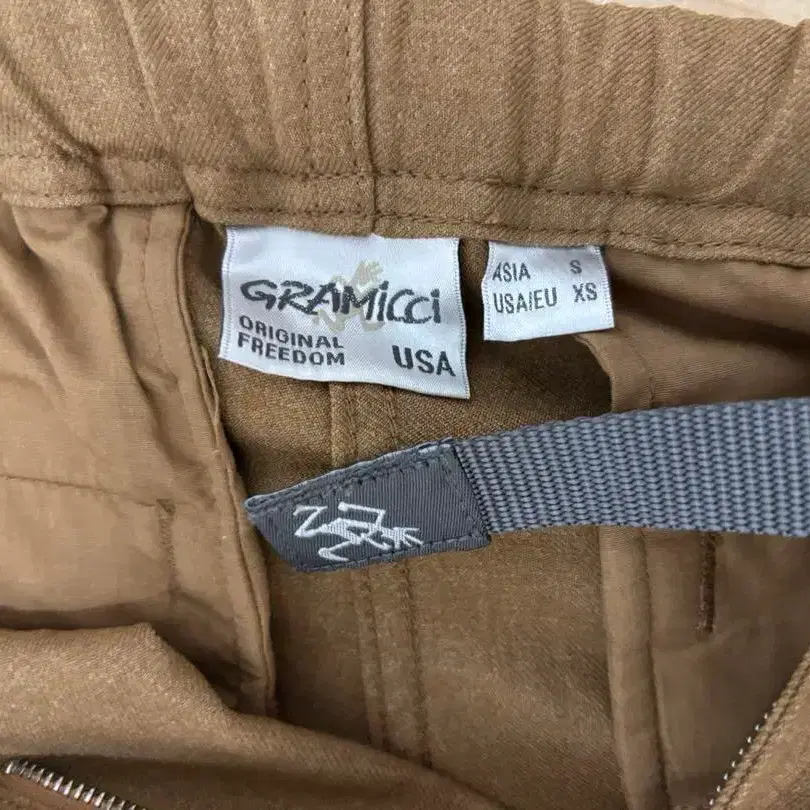 GRAMiCCi
ORIGINAL
FREEDOM USA
ASIA S
USA/EU XS